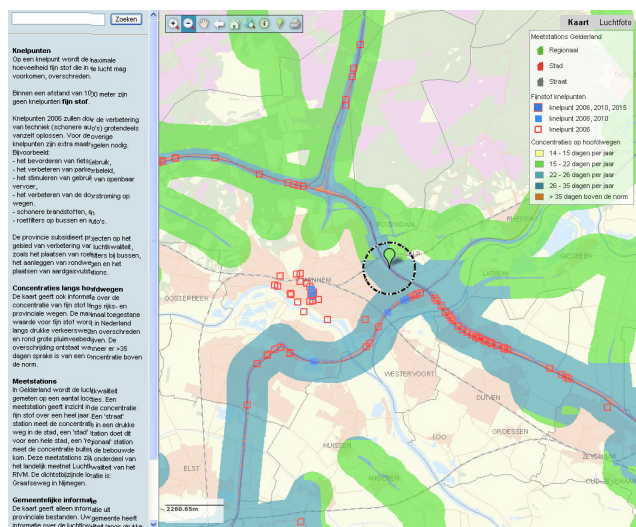 Zoeken
Knelpunten
Op een knelpunt wordt de maximale
hoeveelheid fijn stof die in de lucht mag
voorkomen, overschreden.
Binnen een afstand van 1000 meter zijn
geen knelpunten fijn stof.
Knelpunten 2006 zullen door de verbetering
van techniek (schonere auto's) grotendeels
vanzelf oplossen. Voor de overige
knelpunten zijn extra maatregelen nodig.
Bijvoorbeeld:
- het bevorderen van fietsgebruik,
- het verbeteren van parkeerbeleid,
- het stimuleren van gebruik van openbaar
vervoer,
- het verbeteren van de doorstroming op
wegen.
- schonere brandstoffen, en
- roetfilters op bussen en auto's.
De provincie subsidieert projecten op het
gebied van verbetering van luchtkwaliteit,
zoals het plaatsen van roetfilters bij bussen,
het aanleggen van rondwegen en het
plaatsen van aardgasvulstations.
Concentraties langs hoofdwegen
De kaart geeft ook informatie over de
concentratie van fijn stof langs rijks- en
provinciale wegen. De maximaal toegestane
waarde voor fijn stof wordt in Nederland
langs drukke verkeerswegen overschreden
en rond grote pluimveebedrijven. De
overschrijding ontstaat wanneer er >35
dagen sprake is van een concentratie boven
de norm.
Meetstations
In Gelderland wordt de luchtkwaliteit
gemeten op een aantal locaties. Een
meetstation geeft inzicht in de concentratie
fijn stof over een heel jaar. Een 'straat'
station meet de concentratie in een drukke
weg in de stad, een 'stad' station doet dit
voor een hele stad, een 'regionaal' station
meet de concentratie buiten de bebouwde
kom. Deze meetstations zijn onderdeel van
het landelijk meetnet Luchtkwaliteit van het
RIVM. De dichtstbijzijnde locatie is:
Graafseweg in Nijmegen.
Gemeentelijke informatie
De kaart geeft alleen informatie uit
provinciale bestanden. Uw gemeente heeft
informatie over de luchtkwaliteit langs drukke
Kaart Luchtfoto
Meetstations Gelderland
Regionaal
Stad
Straat
Fijnstof knelpunten
knelpunt 2006, 2010, 2015
knelpunt 2006, 2010
knelpunt 2006
Concentraties op hoofdwegen
14 - 15 dagen per jaar
15 - 22 dagen per jaar
22 - 26 dagen per jaar
26 - 35 dagen per jaar
> 35 dagen boven de norm
ROZENDAAL
RHEDEN
GIESBEEK
LATHUM
OOSTERBEEK
WESTERVOORT
DUIVEN
GROESSEN
LOO
HUISSEN
ZEVENAAR
OUD-ZEVENAAR
ELST
ANGEREN
2260.65m